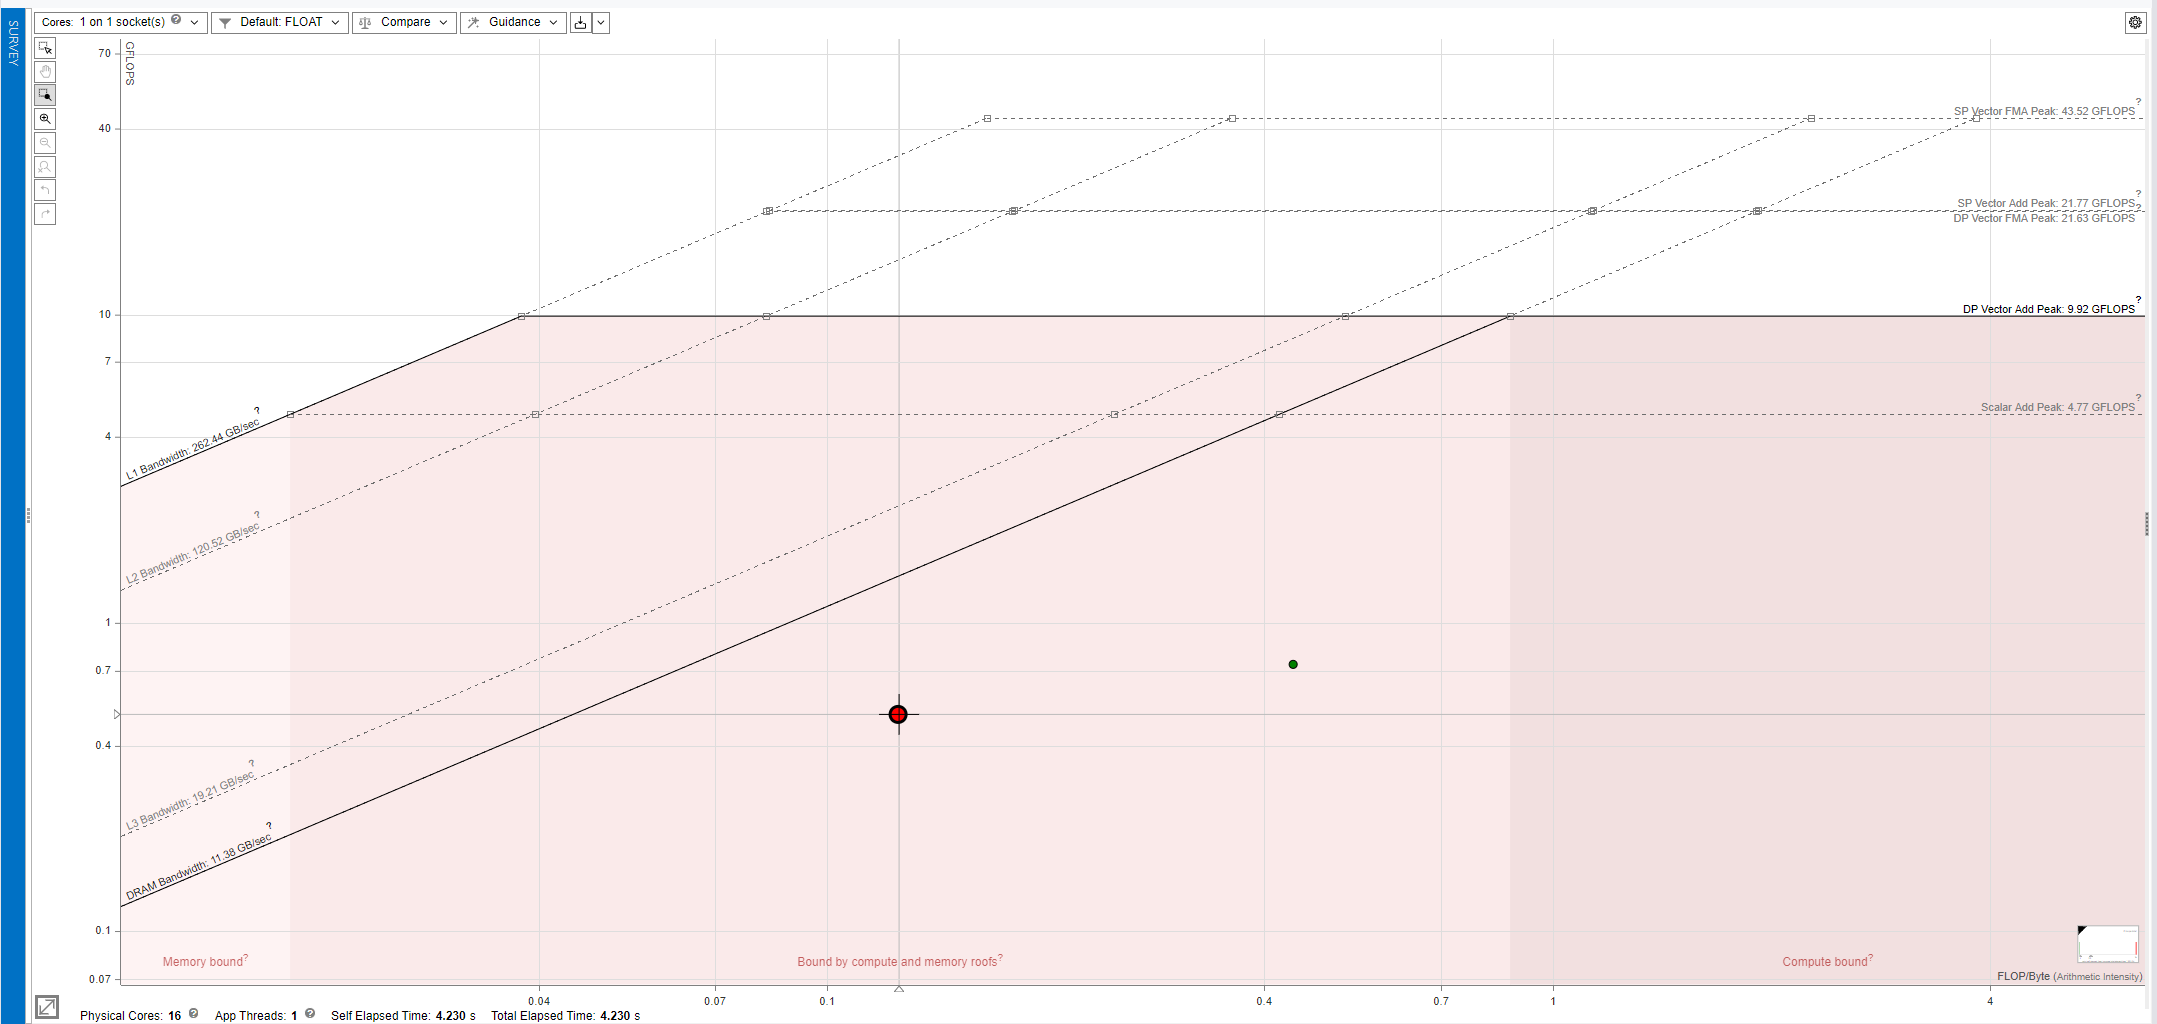 SURVEY
Cores: 1 on 1 socket(s) ?
Default: FLOAT
Compare
Guidance
GFLOPS
70
40
10
7
4
1
0.7
0.4
0.1
0.07
SP Vector FMA Peak: 43.52 GFLOPS ?
SP Vector Add Peak: 21.77 GFLOPS ?
DP Vector FMA Peak: 21.63 GFLOPS ?
DP Vector Add Peak: 9.92 GFLOPS ?
Scalar Add Peak: 4.77 GFLOPS ?
L1 Bandwidth: 262.44 GB/sec ?
L2 Bandwidth: 120.52 GB/sec ?
L3 Bandwidth: 19.21 GB/sec ?
DRAM Bandwidth: 11.38 GB/sec ?
Memory bound ?
Bound by compute and memory roofs ?
Compute bound ?
FLOP/Byte (Arithmetic Intensity)
0.04
0.07
0.1
0.4
0.7
1
4
Physical Cores: 16 ? App Threads: 1 ? Self Elapsed Time: 4.230 s Total Elapsed Time: 4.230 s